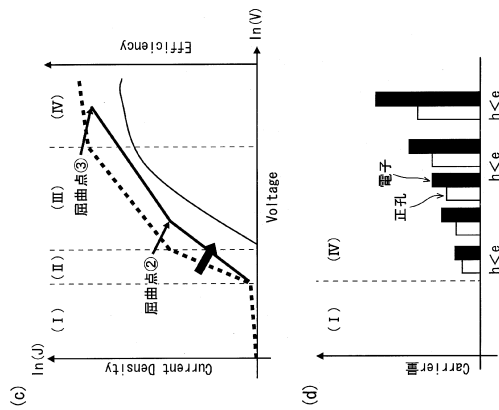 (c)
ln(J)
(I)
(II)
(III)
(IV)
屈曲点②
屈曲点③
Current Density
Efficiency
Voltage
ln(V)
(d)
(I)
(IV)
Carrier量
正孔
電子
h<e
h<e
h<e